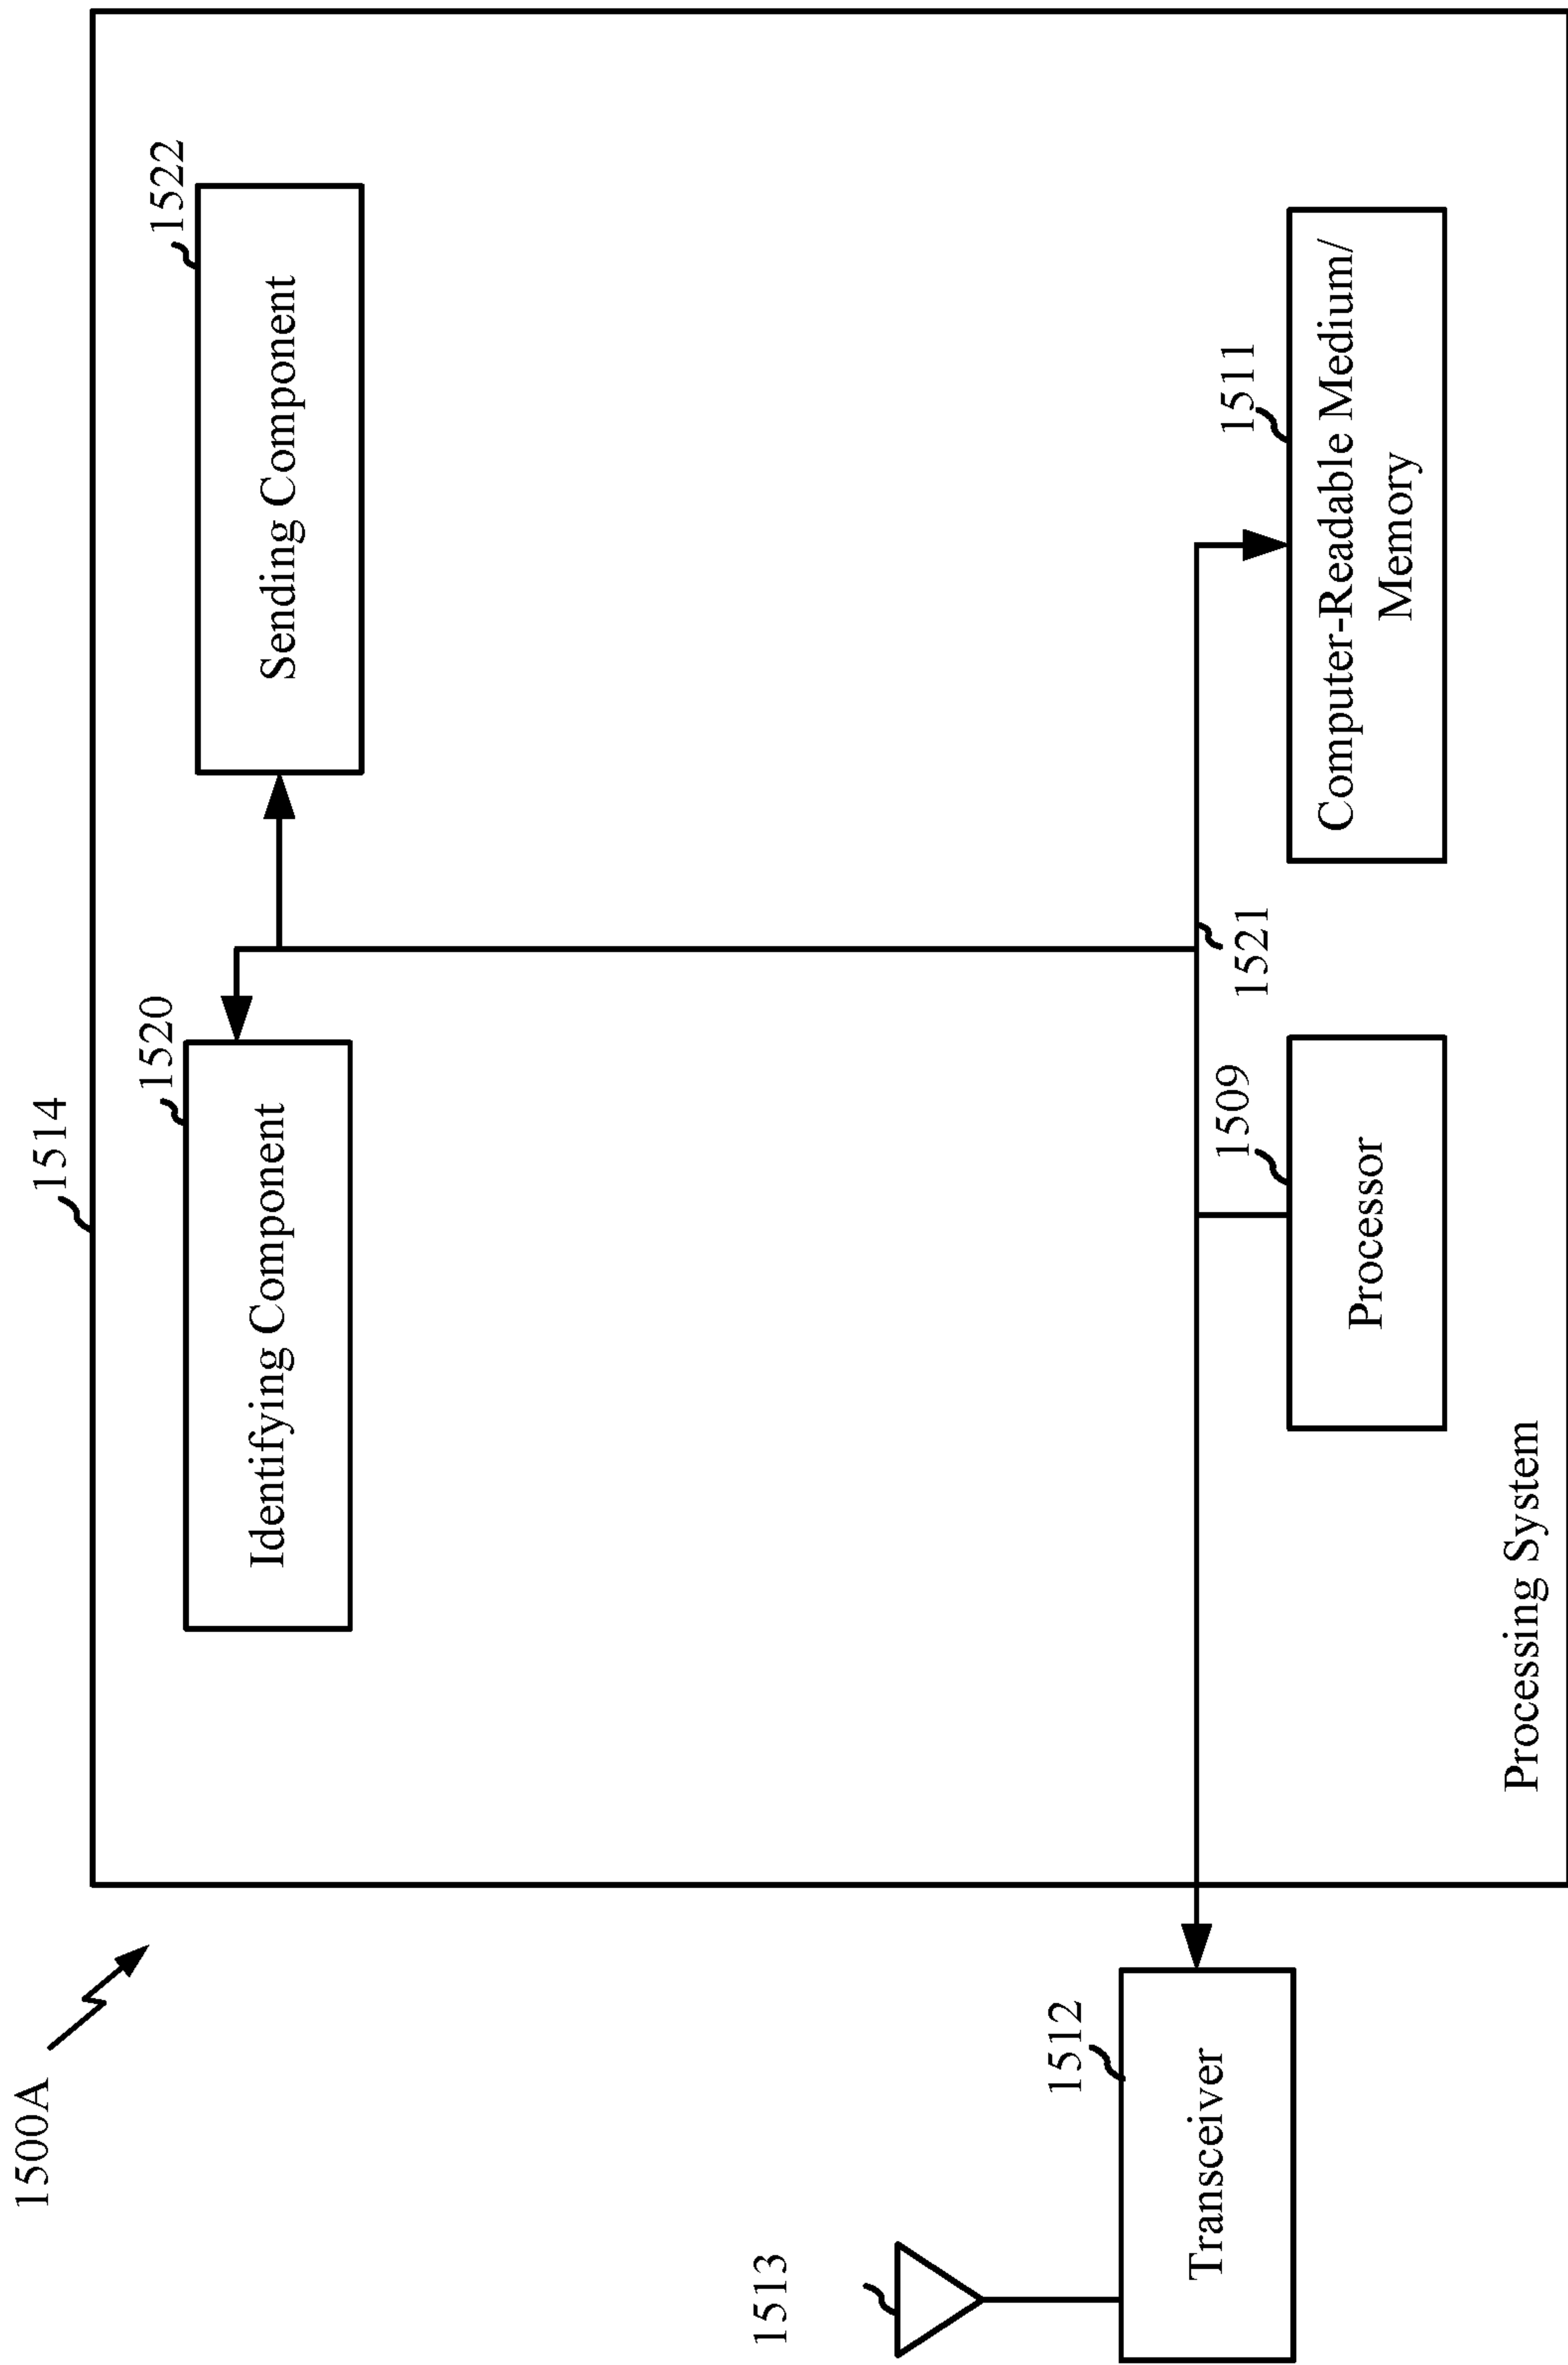 1500A
1514
1520
Identifying Component
1522
Sending Component
1513
1512
Transceiver
1509
Processor
1521
1511
Computer-Readable Medium/
Memory
Processing System